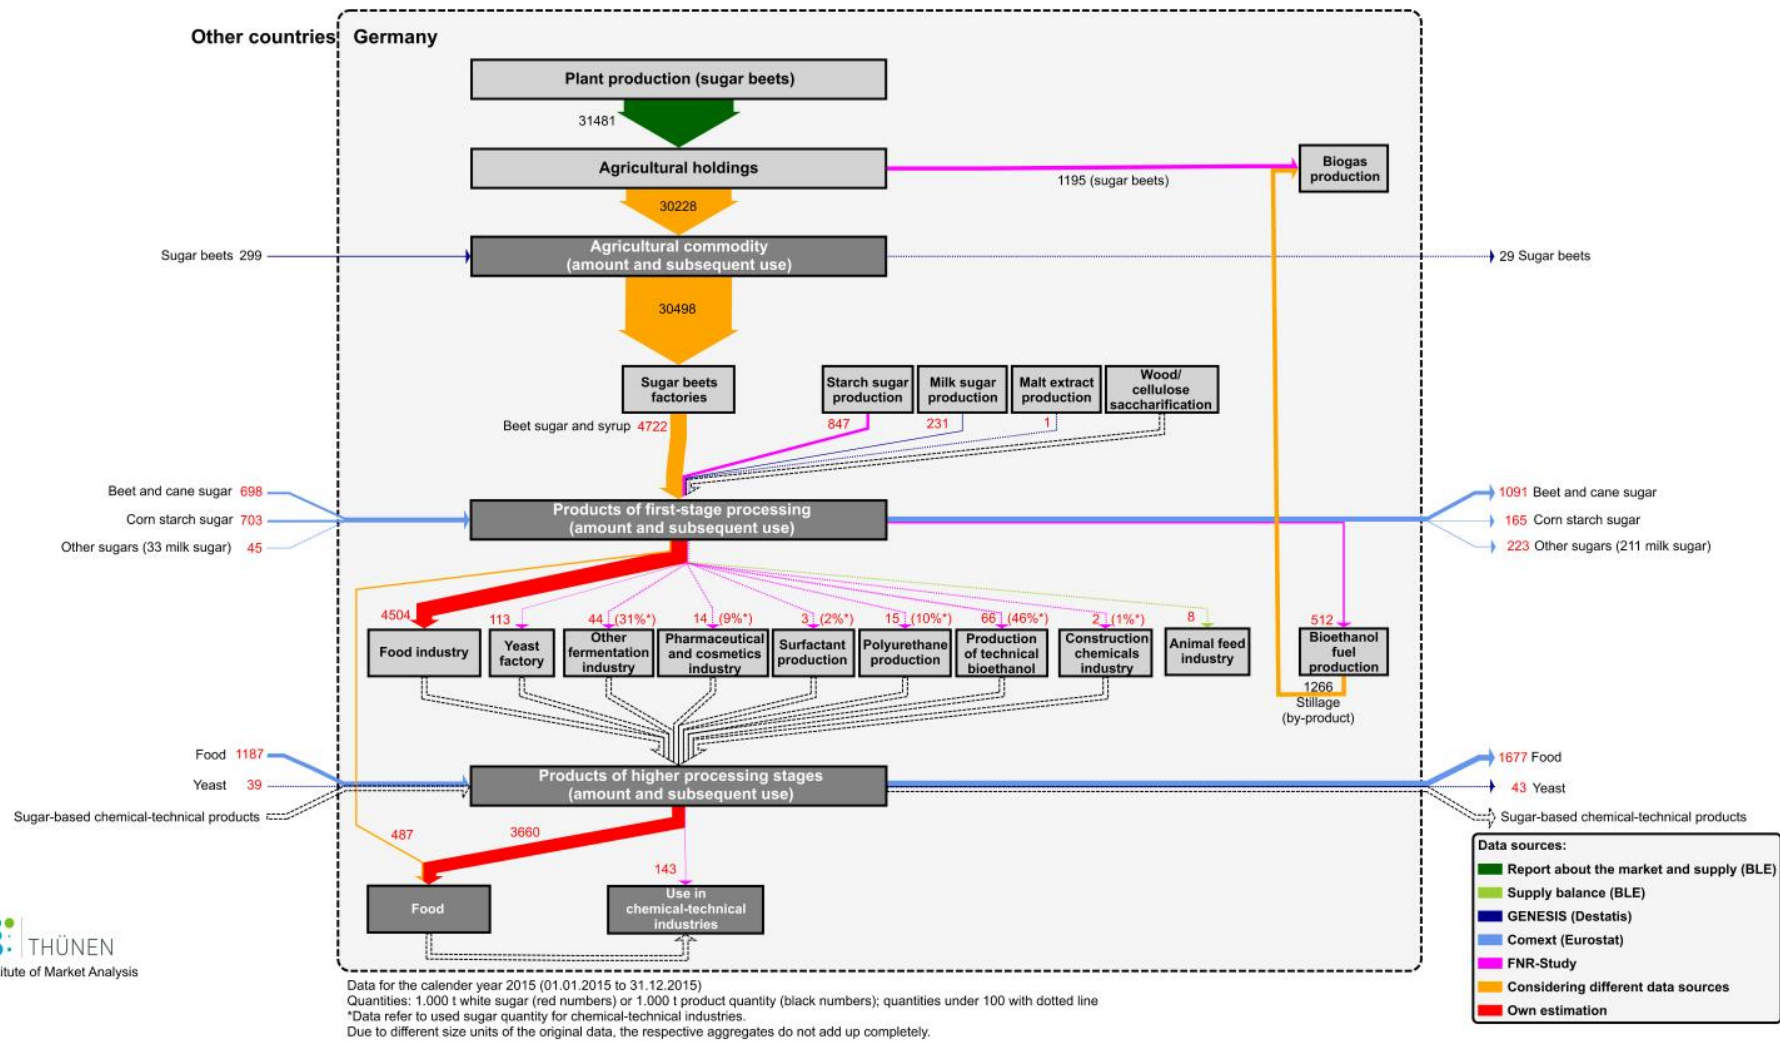 Other countries
Germany
Plant production (sugar beets)
31481
Agricultural holdings
1195 (sugar beets)
Biogas
production
30228
Sugar beets 299
Agricultural commodity
(amount and subsequent use)
29 Sugar beets
30498
Sugar beets
factories
Starch sugar
production
Milk sugar
production
Malt extract
production
Wood/
cellulose
saccharification
Beet sugar and syrup 4722
847
231
1
Beet and cane sugar 698
Corn starch sugar 703
Other sugars (33 milk sugar) 45
Products of first-stage processing
(amount and subsequent use)
1091 Beet and cane sugar
165 Corn starch sugar
223 Other sugars (211 milk sugar)
4504
113
44 (31%*)
14 (9%*)
3 (2%*)
15 (10%*)
66 (46%*)
2 (1%*)
8
512
Food industry
Yeast
factory
Other
fermentation
industry
Pharmaceutical
and cosmetics
industry
Surfactant
production
Polyurethane
production
Production
of technical
bioethanol
Construction
chemicals
industry
Animal feed
industry
Bioethanol
fuel
production
1266
Stillage
(by-product)
Food 1187
Yeast 39
Sugar-based chemical-technical products
Products of higher processing stages
(amount and subsequent use)
1677 Food
43 Yeast
Sugar-based chemical-technical products
487
3660
143
Food
Use in
chemical-technical
industries
Data sources:
Report about the market and supply (BLE)
Supply balance (BLE)
GENESIS (Destatis)
Comext (Eurostat)
FNR-Study
Considering different data sources
Own estimation
THÜNEN
itute of Market Analysis
Data for the calender year 2015 (01.01.2015 to 31.12.2015)
Quantities: 1.000 t white sugar (red numbers) or 1.000 t product quantity (black numbers); quantities under 100 with dotted line
*Data refer to used sugar quantity for chemical-technical industries.
Due to different size units of the original data, the respective aggregates do not add up completely.